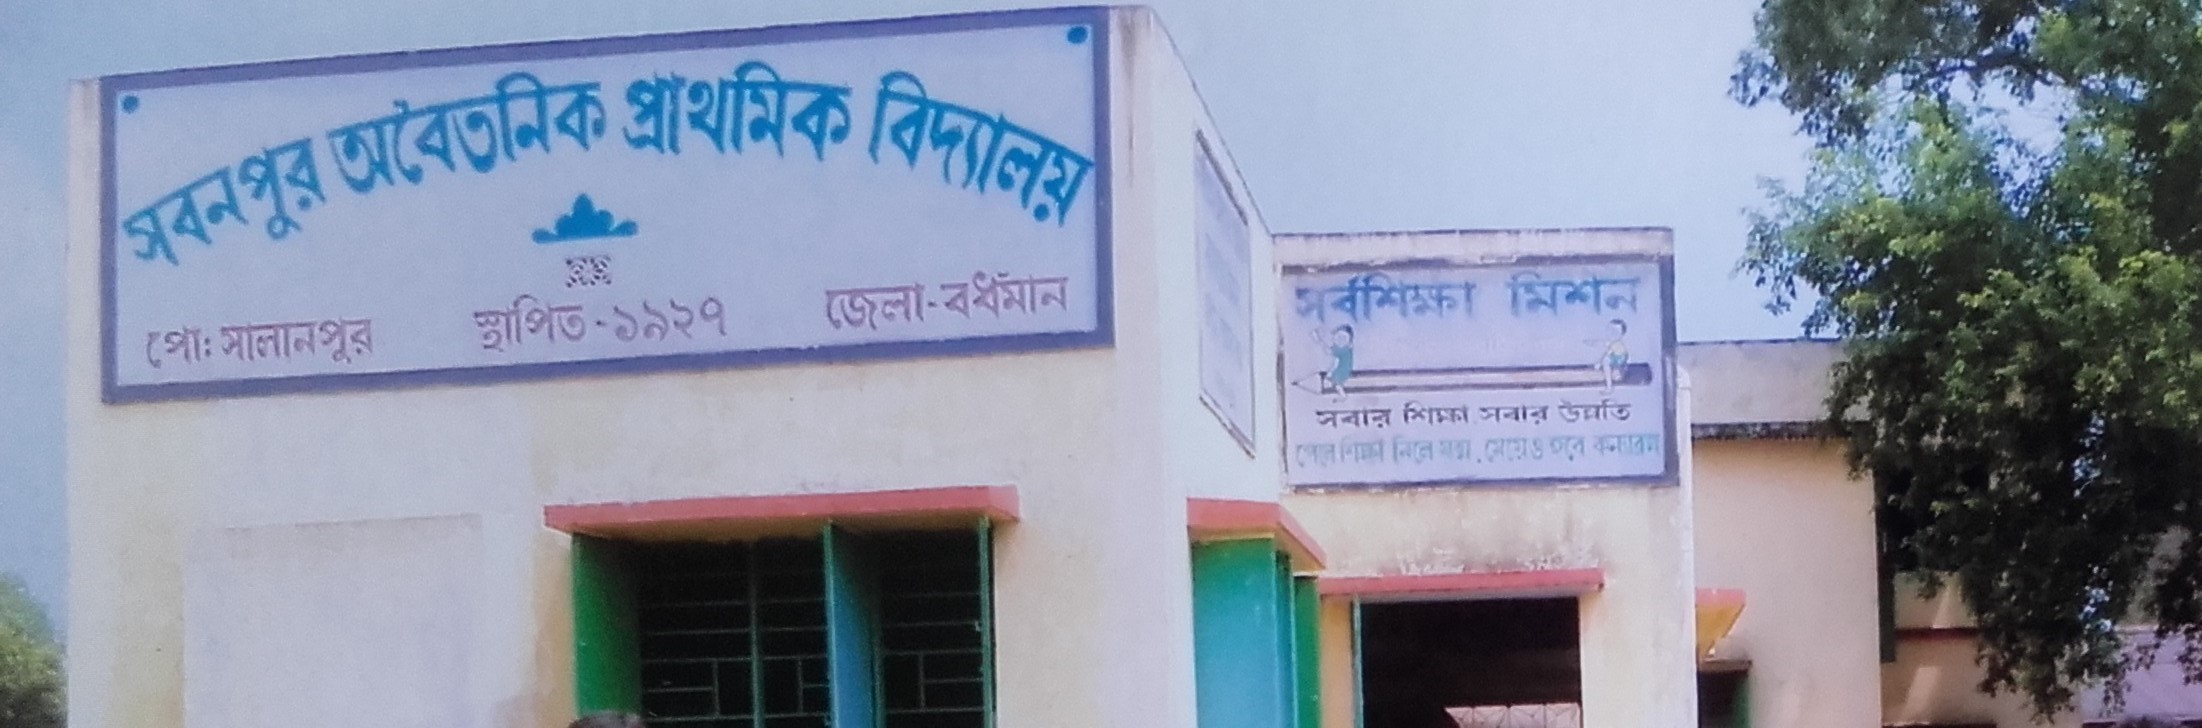 সবনপুর অবৈতনিক প্রাথমিক বিদ্যালয়
পো: সালানপুর স্থাপিত-১৯২৭ জেলা-বর্ধমান
সর্বশিক্ষা মিশন
সবার শিক্ষা সবার উন্নতি
পেলে শিক্ষা